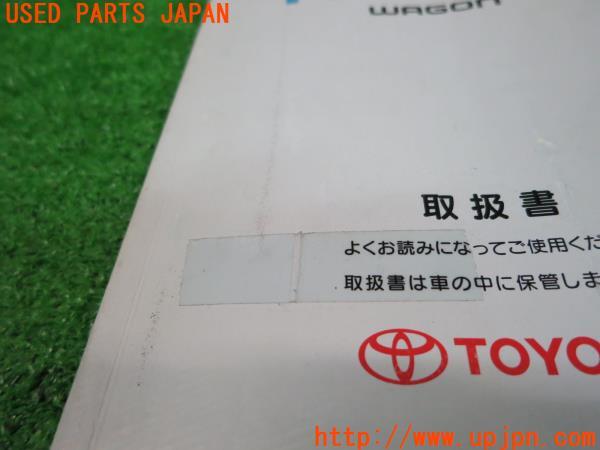 USED PARTS JAPAN
WAGON
取扱書
よくお読みになってご使用くだ
取扱書は車の中に保管しま
TOYO
http://www.upjpn.com